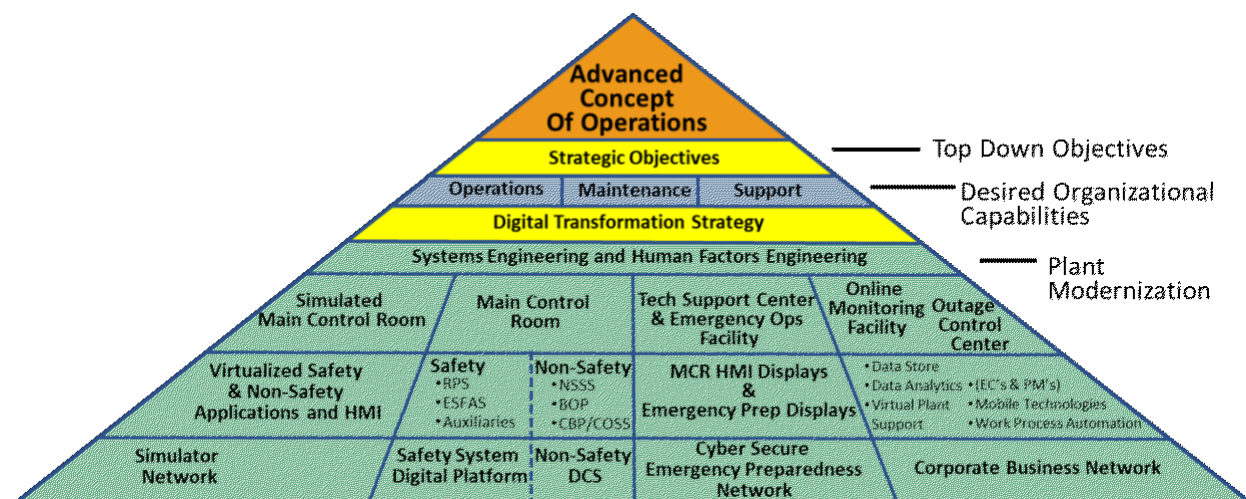 Advanced
Concept
Of Operations
Strategic Objectives
Top Down Objectives
Operations
Maintenance
Support
Desired Organizational
Capabilities
Digital Transformation Strategy
Systems Engineering and Human Factors Engineering
Plant
Modernization
Simulated
Main Control Room
Main Control
Room
Tech Support Center
& Emergency Ops
Facility
Online
Monitoring
Facility
Outage
Control
Center
Virtualized Safety
& Non-Safety
Applications and HMI
Safety
•RPS
•ESFAS
•Auxiliaries
Non-Safety
•NSSS
•BOP
•CBP/COSS
MCR HMI Displays
&
Emergency Prep Displays
•Data Store
•Data Analytics
•Virtual Plant
Support
•(EC's & PM's)
•Mobile Technologies
•Work Process Automation
Simulator
Network
Safety System
Digital Platform
Non-Safety
DCS
Cyber Secure
Emergency Preparedness
Network
Corporate Business Network